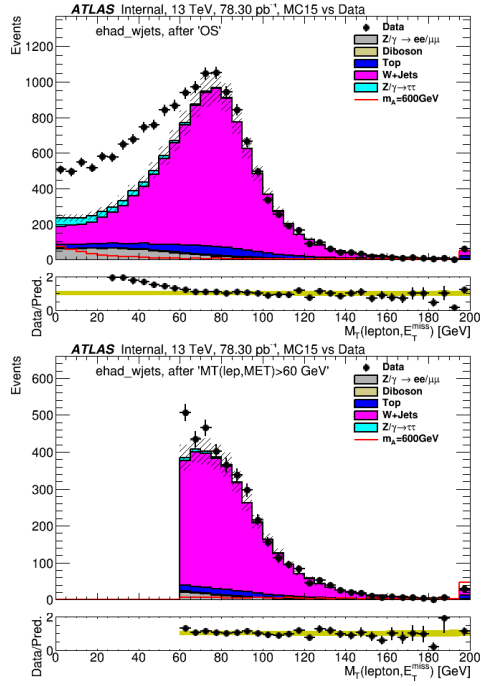 ATLAS Internal, 13 TeV, 78.30 pb⁻¹, MC15 vs Data
ehad_wjets, after 'OS'
Data
Z/γ → ee/μμ
Diboson
Top
W+Jets
Z/γ→ττ
m_A=600GeV
Events
1200
1000
800
600
400
200
0
Data/Pred.
2
1
0
0 20 40 60 80 100 120 140 160 180 200
M_T(lepton,E_T^miss) [GeV]
ATLAS Internal, 13 TeV, 78.30 pb⁻¹, MC15 vs Data
ehad_wjets, after 'MT(lep,MET)>60 GeV'
Data
Z/γ → ee/μμ
Diboson
Top
W+Jets
Z/γ→ττ
m_A=600GeV
Events
600
500
400
300
200
100
0
Data/Pred.
2
1
0
0 20 40 60 80 100 120 140 160 180 200
M_T(lepton,E_T^miss) [GeV]